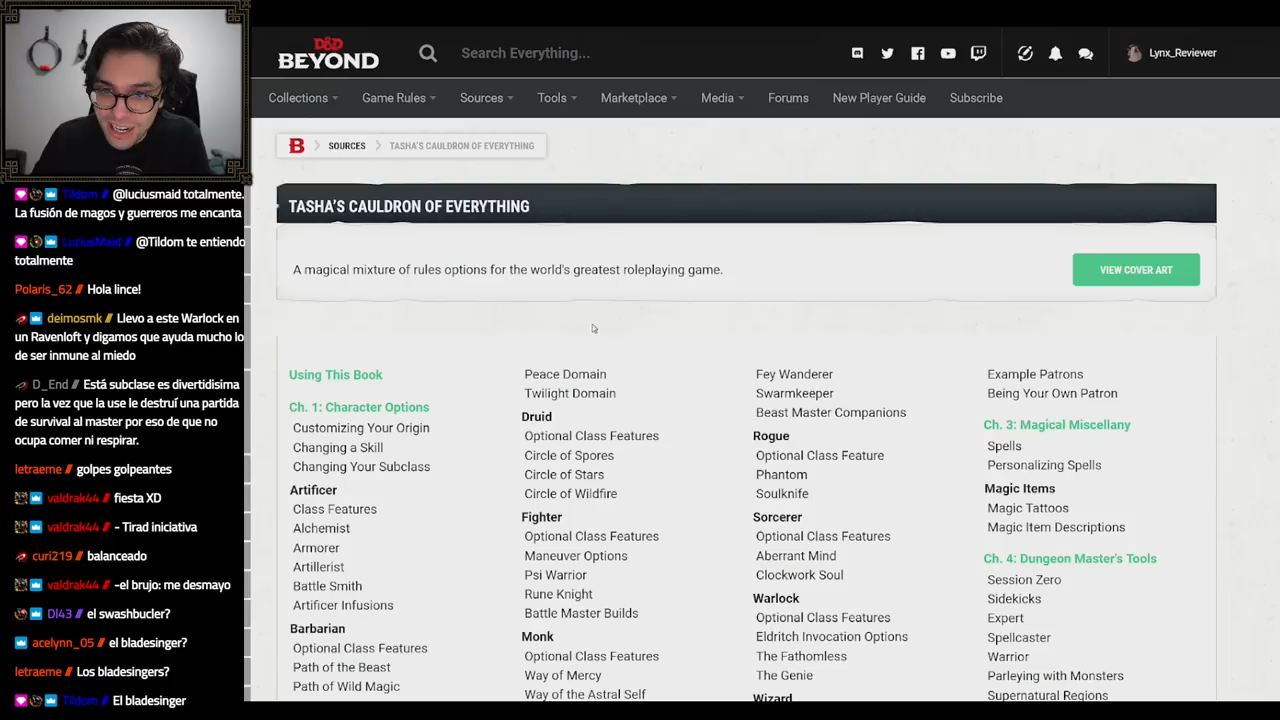 D&D
BEYOND
Search Everything...
Lynx_Reviewer
Collections
Game Rules
Sources
Tools
Marketplace
Media
Forums
New Player Guide
Subscribe
B
SOURCES
TASHA'S CAULDRON OF EVERYTHING
TASHA'S CAULDRON OF EVERYTHING
A magical mixture of rules options for the world's greatest roleplaying game.
VIEW COVER ART
Using This Book
Ch. 1: Character Options
Customizing Your Origin
Changing a Skill
Changing Your Subclass
Artificer
Class Features
Alchemist
Armorer
Artillerist
Battle Smith
Artificer Infusions
Barbarian
Optional Class Features
Path of the Beast
Path of Wild Magic
Peace Domain
Twilight Domain
Druid
Optional Class Features
Circle of Spores
Circle of Stars
Circle of Wildfire
Fighter
Optional Class Features
Maneuver Options
Psi Warrior
Rune Knight
Battle Master Builds
Monk
Optional Class Features
Way of Mercy
Way of the Astral Self
Fey Wanderer
Swarmkeeper
Beast Master Companions
Rogue
Optional Class Feature
Phantom
Soulknife
Sorcerer
Optional Class Features
Aberrant Mind
Clockwork Soul
Warlock
Optional Class Features
Eldritch Invocation Options
The Fathomless
The Genie
Wizard
Example Patrons
Being Your Own Patron
Ch. 3: Magical Miscellany
Spells
Personalizing Spells
Magic Items
Magic Tattoos
Magic Item Descriptions
Ch. 4: Dungeon Master's Tools
Session Zero
Sidekicks
Expert
Spellcaster
Warrior
Parleying with Monsters
Supernatural Regions
Tildom // @luciusmaid totalmente.
La fusión de magos y guerreros me encanta
LuciusMaid // @Tildom te entiendo
totalmente
Polaris_62 // Hola lince!
deimosmk // Llevo a este Warlock en
un Ravenloft y digamos que ayuda mucho lo
de ser inmune al miedo
D_End // Está subclase es divertidisima
pero la vez que la use le destruí una partida
de survival al master por eso de que no
ocupa comer ni respirar.
letraeme // golpes golpeantes
valdrak44 // fiesta XD
valdrak44 // - Tirad iniciativa
curi219 // balanceado
valdrak44 // -el brujo: me desmayo
Dl43 // el swashbucler?
acelynn_05 // el bladesinger?
letraeme // Los bladesingers?
Tildom // El bladesinger